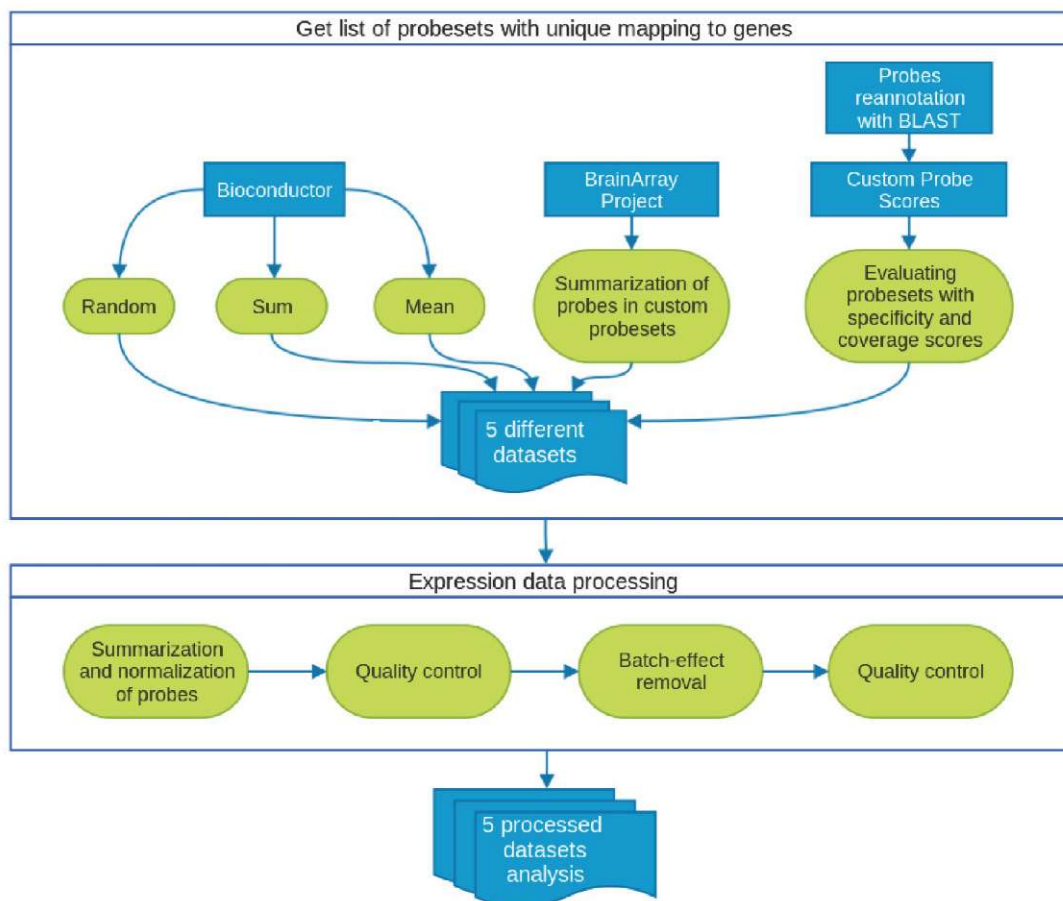 Get list of probesets with unique mapping to genes
Probes
reannotation
with BLAST
Bioconductor
BrainArray
Project
Custom Probe
Scores
Random
Sum
Mean
Summarization of
probes in custom
probesets
Evaluating
probesets with
specificity and
coverage scores
5 different
datasets
Expression data processing
Summarization
and normalization
of probes
Quality control
Batch-effect
removal
Quality control
5 processed
datasets
analysis